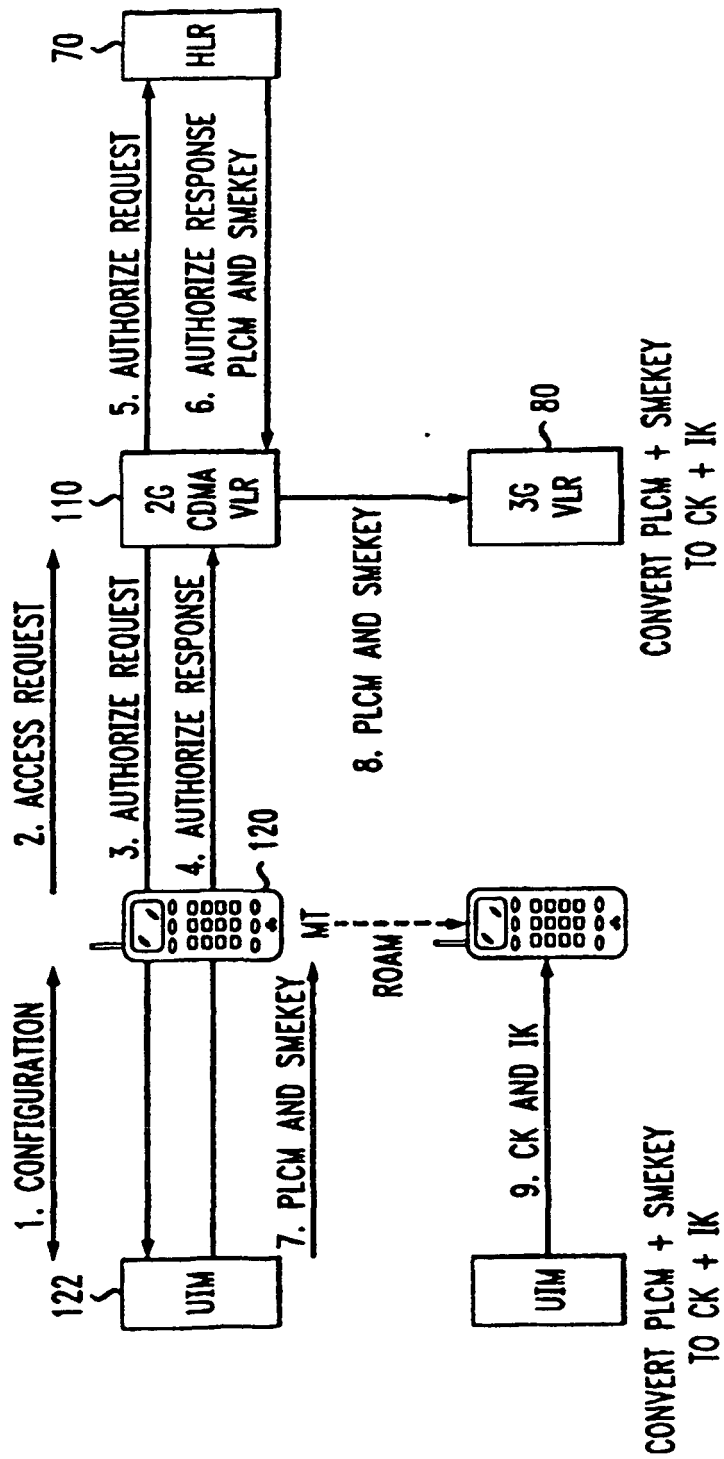 1. CONFIGURATION
2. ACCESS REQUEST
122
UIM
3. AUTHORIZE REQUEST
4. AUTHORIZE RESPONSE
120
110
2G
CDMA
VLR
5. AUTHORIZE REQUEST
6. AUTHORIZE RESPONSE
PLCM AND SMEKEY
70
HLR
7. PLCM AND SMEKEY
MT
ROAM
8. PLCM AND SMEKEY
UIM
9. CK AND IK
3G
VLR
80
CONVERT PLCM + SMEKEY
TO CK + IK
CONVERT PLCM + SMEKEY
TO CK + IK